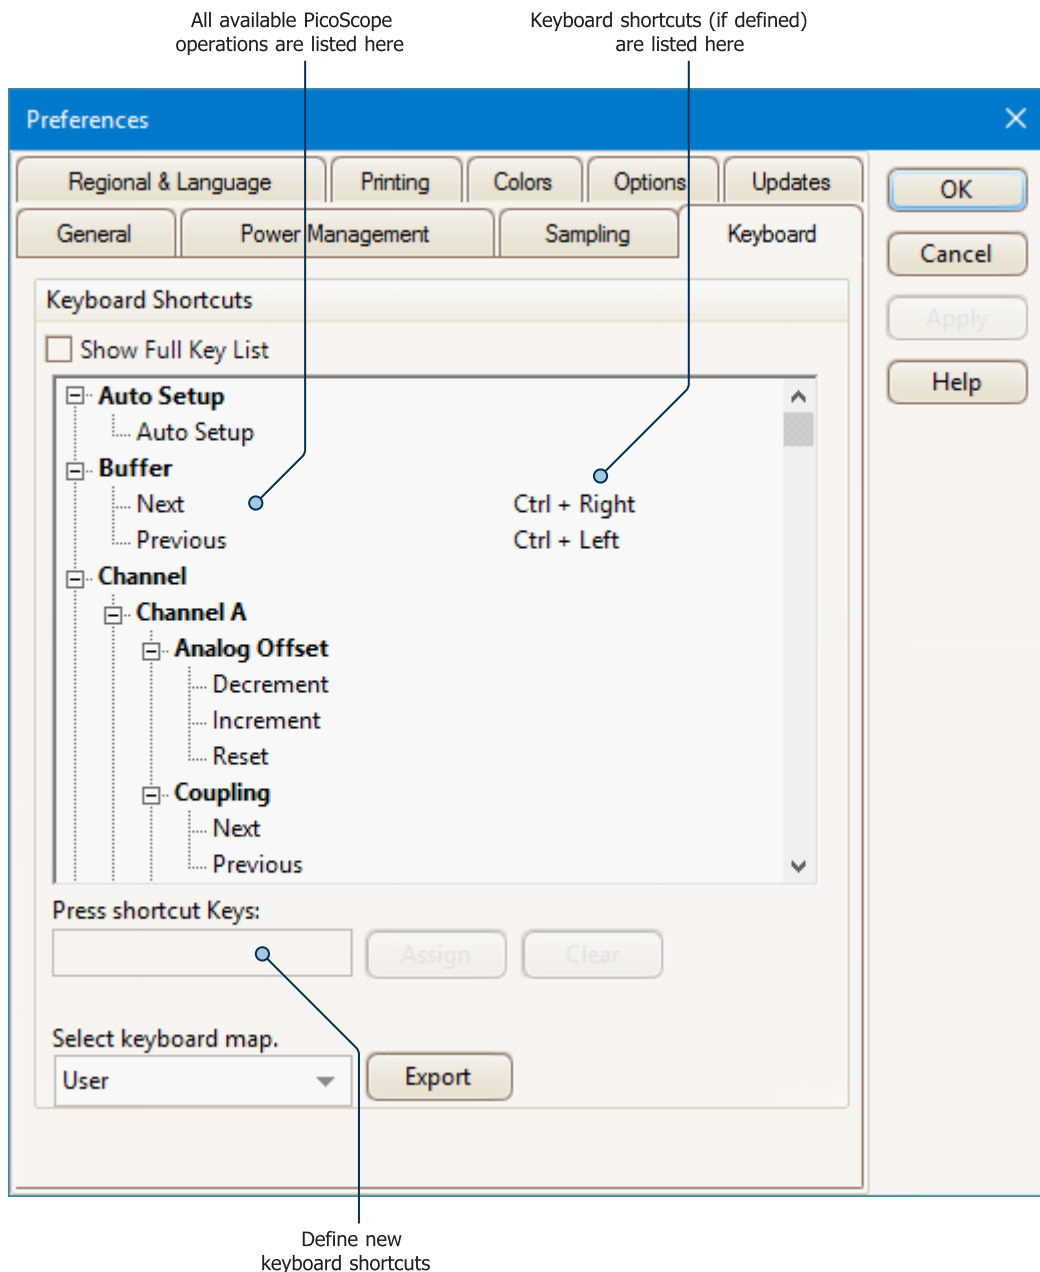 All available PicoScope
operations are listed here
Keyboard shortcuts (if defined)
are listed here
Preferences
Regional & Language
Printing
Colors
Options
Updates
OK
General
Power Management
Sampling
Keyboard
Cancel
Keyboard Shortcuts
Apply
Show Full Key List
Help
Auto Setup
Auto Setup
Buffer
Next Ctrl + Right
Previous Ctrl + Left
Channel
Channel A
Analog Offset
Decrement
Increment
Reset
Coupling
Next
Previous
Press shortcut Keys:
Assign
Clear
Select keyboard map.
User
Export
Define new
keyboard shortcuts